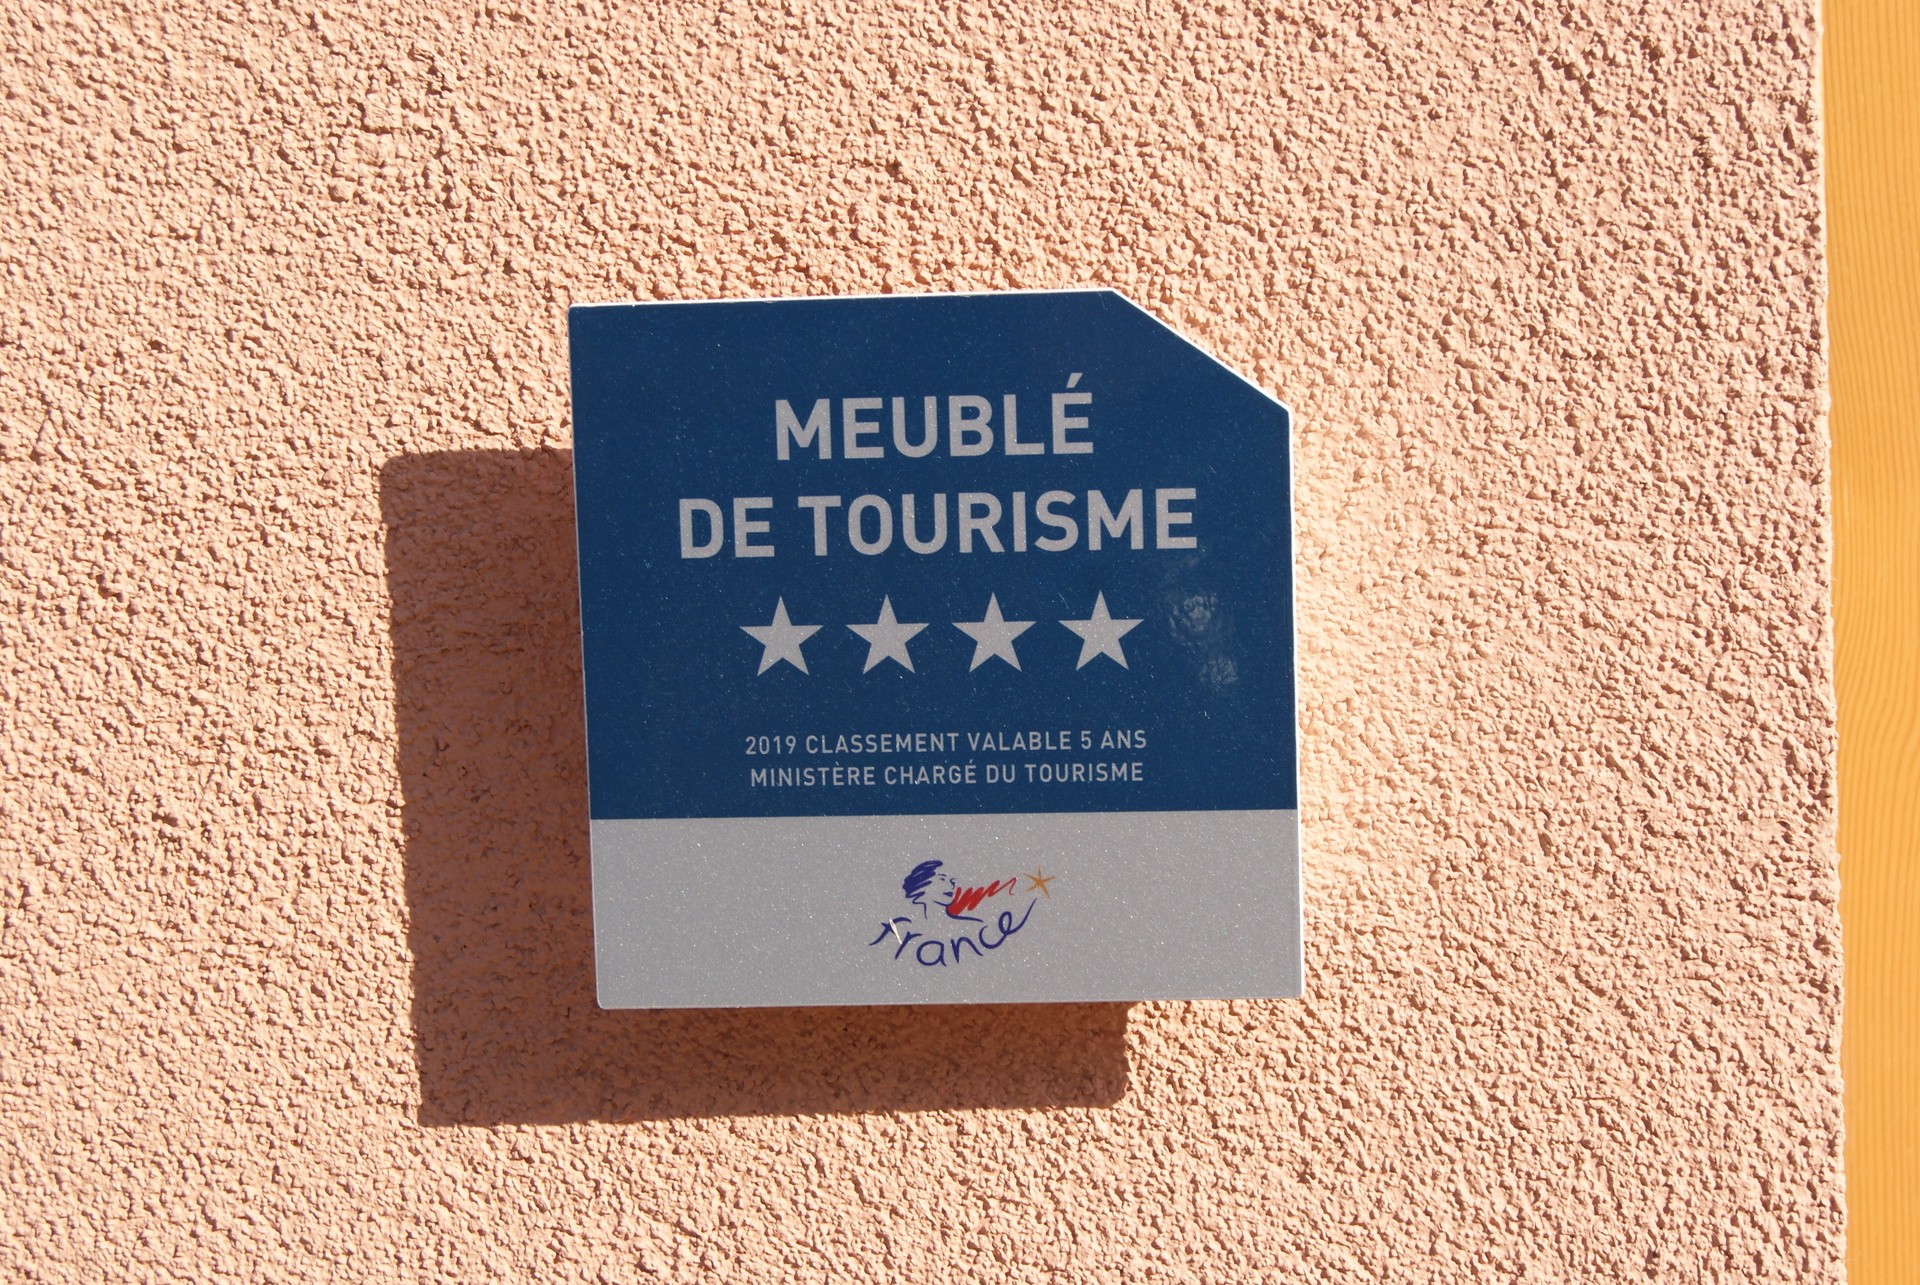 MEUBLÉ
DE TOURISME
2019 CLASSEMENT VALABLE 5 ANS
MINISTÈRE CHARGÉ DU TOURISME
France